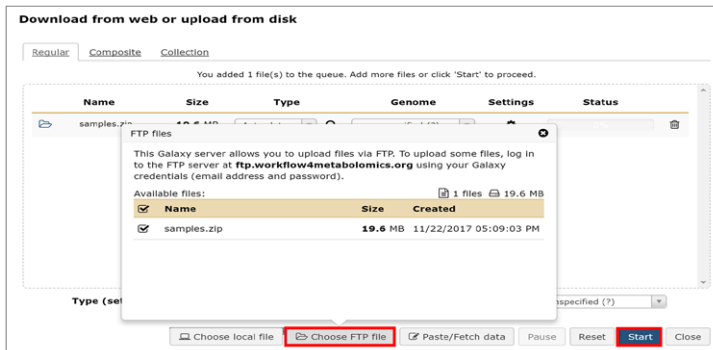 Download from web or upload from disk
Regular Composite Collection
You added 1 file(s) to the queue. Add more files or click 'Start' to proceed.
Name Size Type Genome Settings Status
samples.zip 19.6 MB
FTP files
This Galaxy server allows you to upload files via FTP. To upload some files, log in
to the FTP server at ftp.workflow4metabolomics.org using your Galaxy
credentials (email address and password).
Available files: 1 files 19.6 MB
Name Size Created
samples.zip 19.6 MB 11/22/2017 05:09:03 PM
Type (set nspecified (?)
Choose local file Choose FTP file Paste/Fetch data Pause Reset Start Close